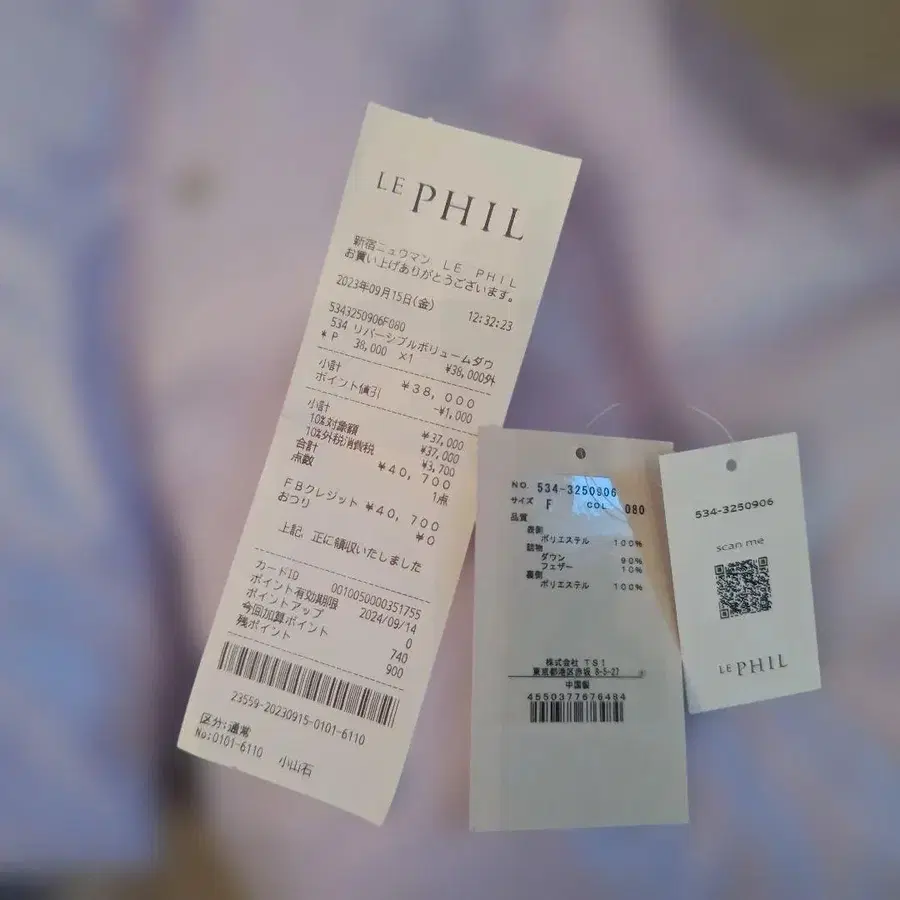 LE PHIL
新宿ニュウマン LE PHIL
お買い上げありがとうございます。
2023年09月15日(金) 12:32:23
5343250906F080
534 リバーシブルボリュームダウ
* P 38,000 ×1 ¥38,000外
小計 ¥38,000
ポイント値引 -¥1,000
小計 ¥37,000
10%対象額 ¥37,000
10%外税消費税 ¥3,700
合計 ¥40,700
点数 1点
FBクレジット ¥40,700
おつり ¥0
上記、正に領収いたしました
カードID 0010050000351755
ポイント有効期限 2024/09/14
ポイントアップ 0
今回加算ポイント 740
残ポイント 900
23559-20230915-0101-6110
区分:通常
No:0101-6110 小山石
NO. 534-3250906
サイズ F COL 080
品質
表側
ポリエステル 100%
詰物
ダウン 90%
フェザー 10%
裏側
ポリエステル 100%
株式会社 TSI
東京都港区赤坂 8-5-27
中国製
4550377676484
534-3250906
scan me
LE PHIL